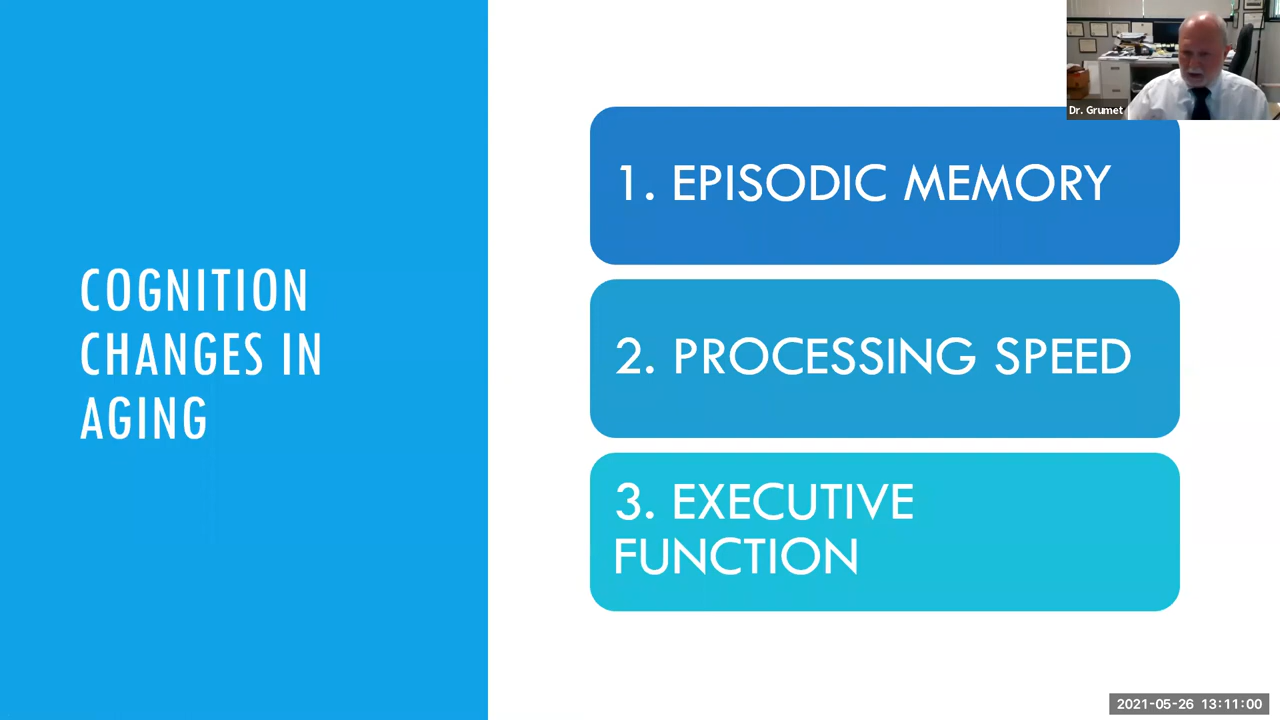 COGNITION
CHANGES IN
AGING
1. EPISODIC MEMORY
2. PROCESSING SPEED
3. EXECUTIVE
FUNCTION
Dr. Grumet
2021-05-26 13:11:00